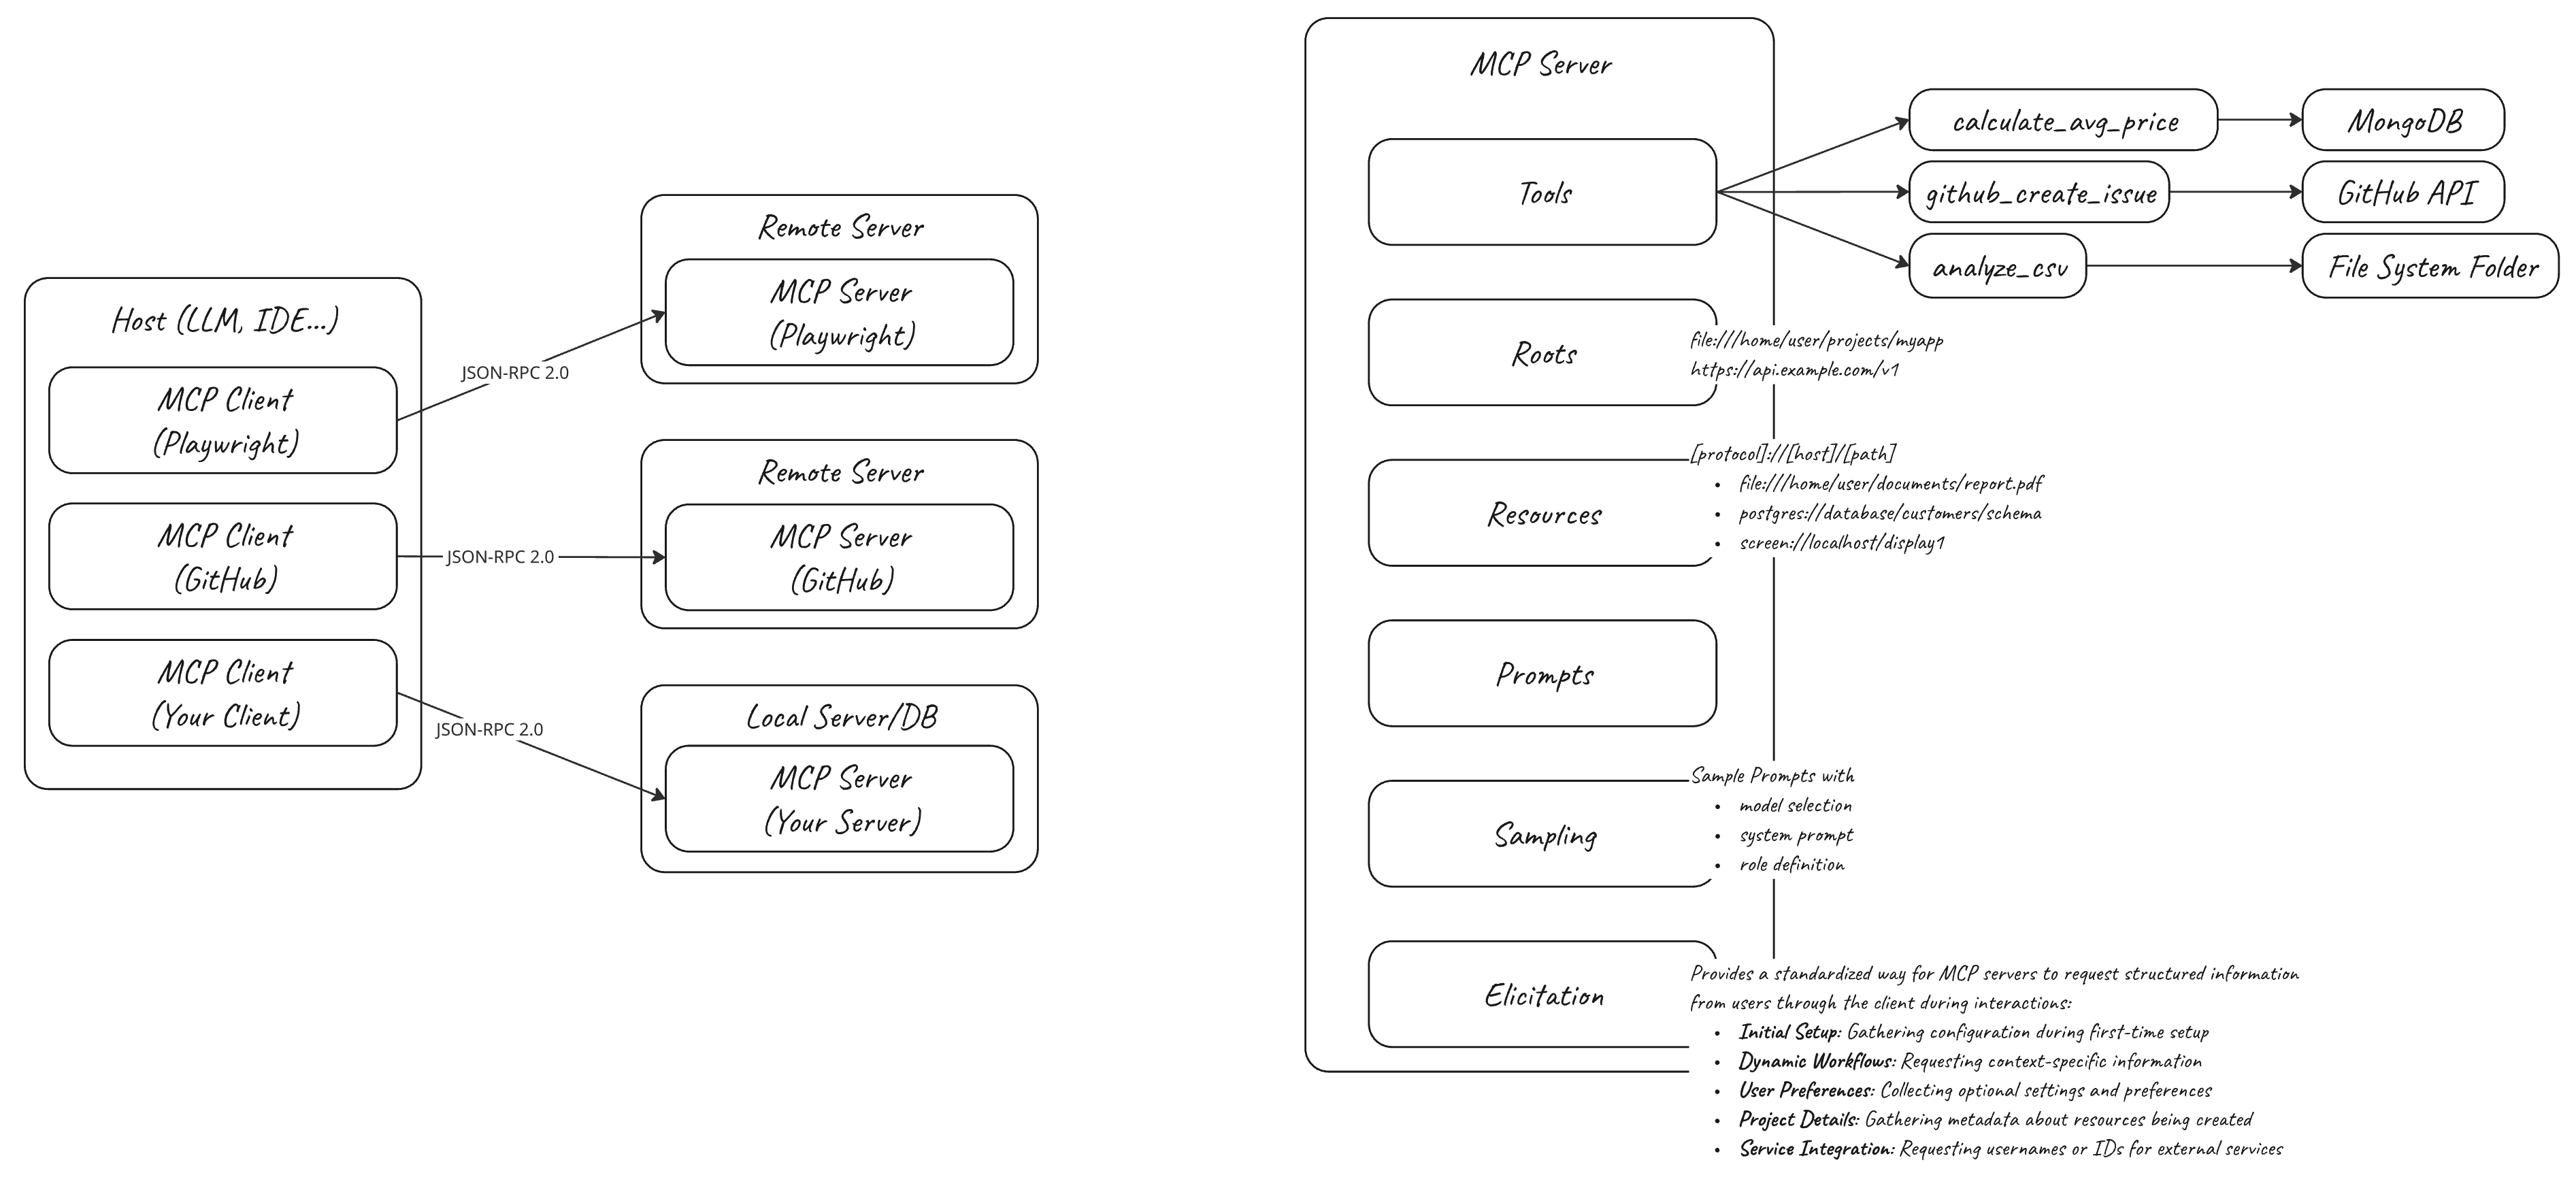 Host (LLM, IDE...)
MCP Client
(Playwright)
MCP Client
(GitHub)
MCP Client
(Your Client)
JSON-RPC 2.0
JSON-RPC 2.0
JSON-RPC 2.0
Remote Server
MCP Server
(Playwright)
Remote Server
MCP Server
(GitHub)
Local Server/DB
MCP Server
(Your Server)
MCP Server
Tools
calculate_avg_price
MongoDB
github_create_issue
GitHub API
analyze_csv
File System Folder
Roots
file:///home/user/projects/myapp
https://api.example.com/v1
Resources
[protocol]://[host]/[path]
• file:///home/user/documents/report.pdf
• postgres://database/customers/schema
• screen://localhost/display1
Prompts
Sampling
Sample Prompts with
• model selection
• system prompt
• role definition
Elicitation
Provides a standardized way for MCP servers to request structured information
from users through the client during interactions:
• Initial Setup: Gathering configuration during first-time setup
• Dynamic Workflows: Requesting context-specific information
• User Preferences: Collecting optional settings and preferences
• Project Details: Gathering metadata about resources being created
• Service Integration: Requesting usernames or IDs for external services